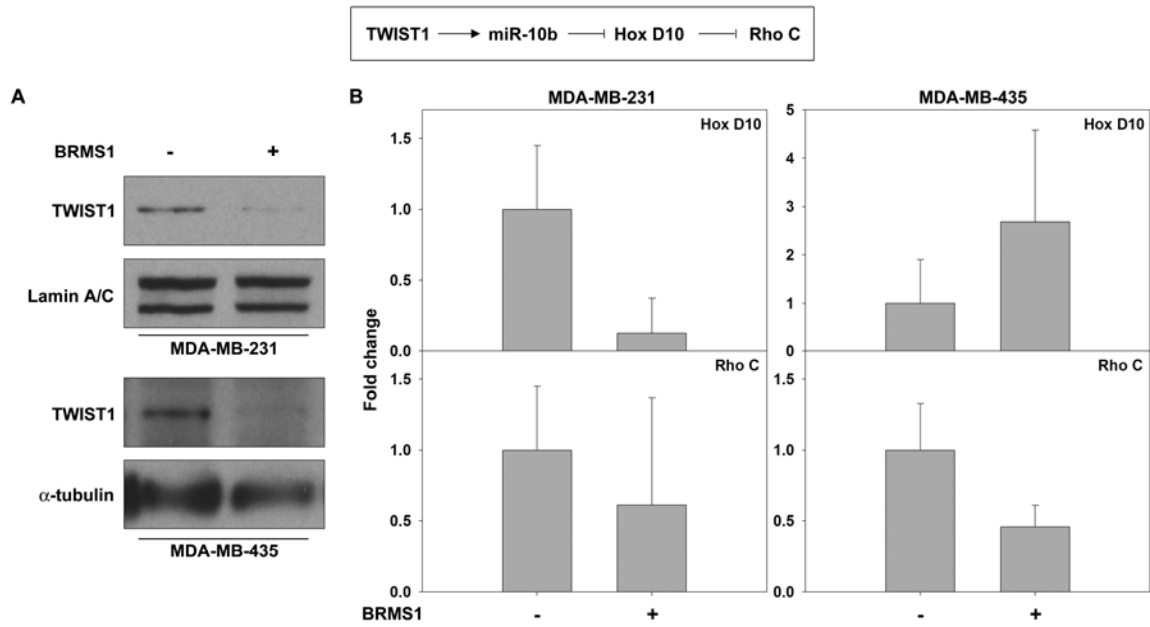 TWIST1 → miR-10b ⊣ Hox D10 ⊣ Rho C
A
BRMS1 - +
TWIST1
Lamin A/C
MDA-MB-231
TWIST1
α-tubulin
MDA-MB-435
B
MDA-MB-231
MDA-MB-435
Fold change
Hox D10
1.5
1.0
0.5
0.0
Hox D10
5
4
3
2
1
0
Rho C
1.5
1.0
0.5
0.0
Rho C
1.5
1.0
0.5
0.0
BRMS1 - + - +